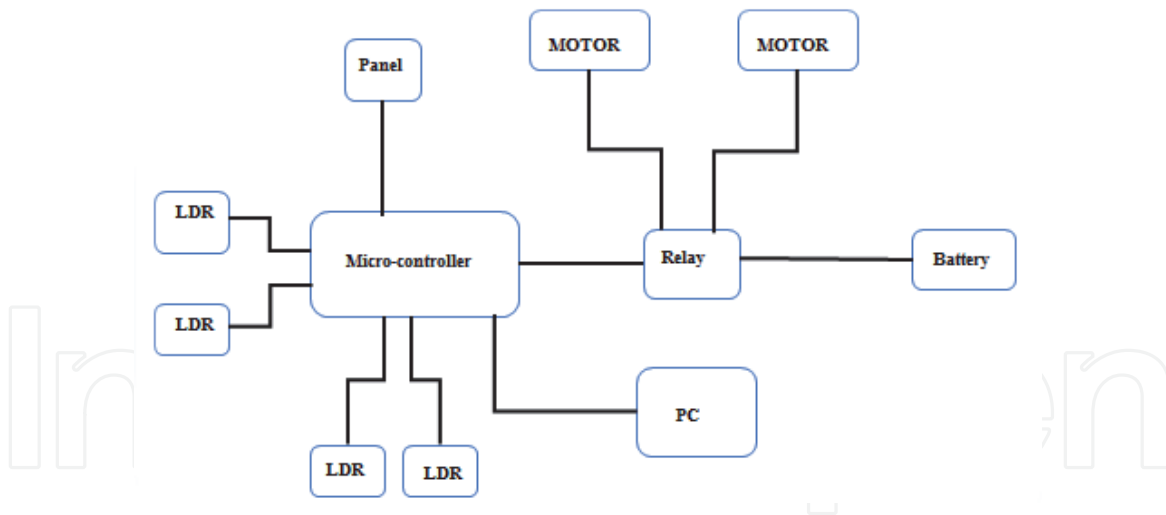 MOTOR
MOTOR
Panel
LDR
Micro-controller
Relay
Battery
LDR
PC
LDR
LDR